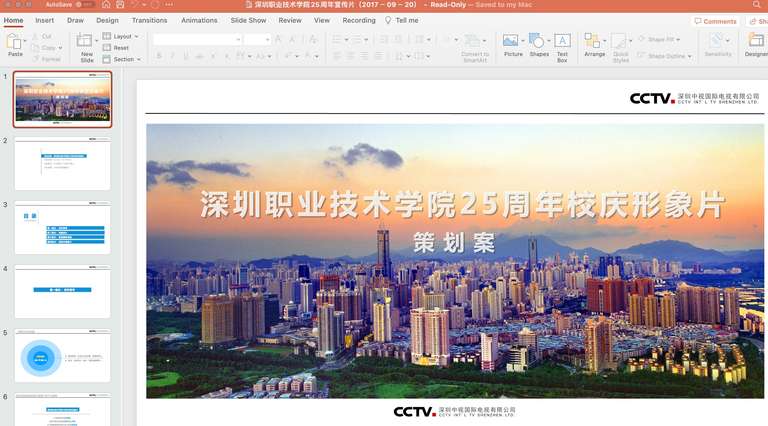 AutoSave
深圳职业技术学院25周年宣传片（2017－09－20） – Read-Only — Saved to my Mac
Home Insert Draw Design Transitions Animations Slide Show Review View Recording Tell me
Comments
Paste
Cut
Copy
Format
New Slide
Layout
Reset
Section
Convert to SmartArt
Picture
Shapes
Text Box
Arrange
Quick Styles
Shape Fill
Shape Outline
Sensitivity
Designer
1
2
3
目录
4
5
6
CCTV. 深圳中视国际电视有限公司
CCTV INT'L TV SHENZHEN LTD.
深圳职业技术学院25周年校庆形象片
策划案
CCTV. 深圳中视国际电视有限公司
CCTV INT'L TV SHENZHEN LTD.